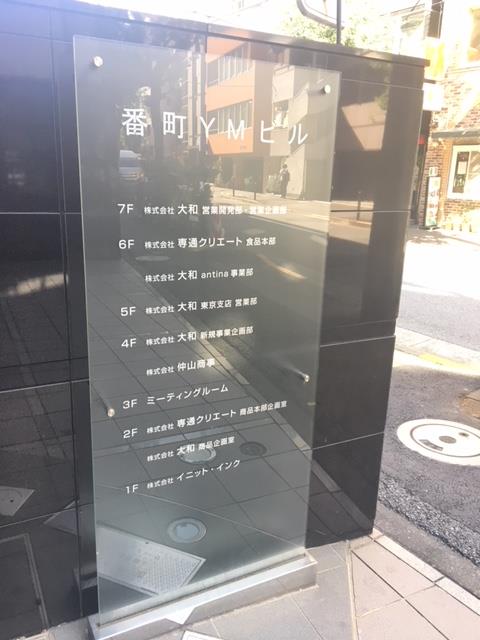 番町YMビル
7F 株式会社 大和 営業開発部・営業企画部
6F 株式会社 専通クリエート 食品本部
株式会社 大和 antina 事業部
5F 株式会社 大和 東京支店 営業部
4F 株式会社 大和 新規事業企画部
株式会社 仲山商事
3F ミーティングルーム
2F 株式会社 専通クリエート 商品本部企画室
株式会社 大和 商品企画室
1F 株式会社 イニット・インク